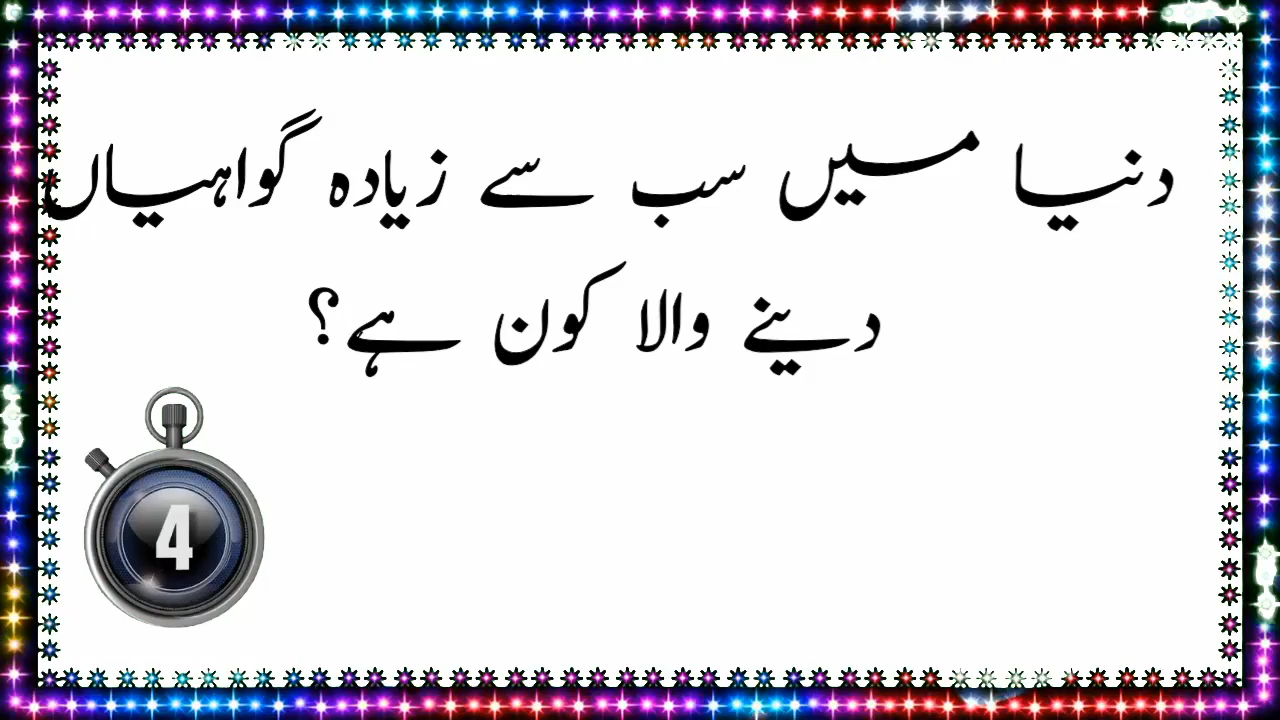 دنیا میں سب سے زیادہ گواہیاں
دینے والا کون ہے؟
4